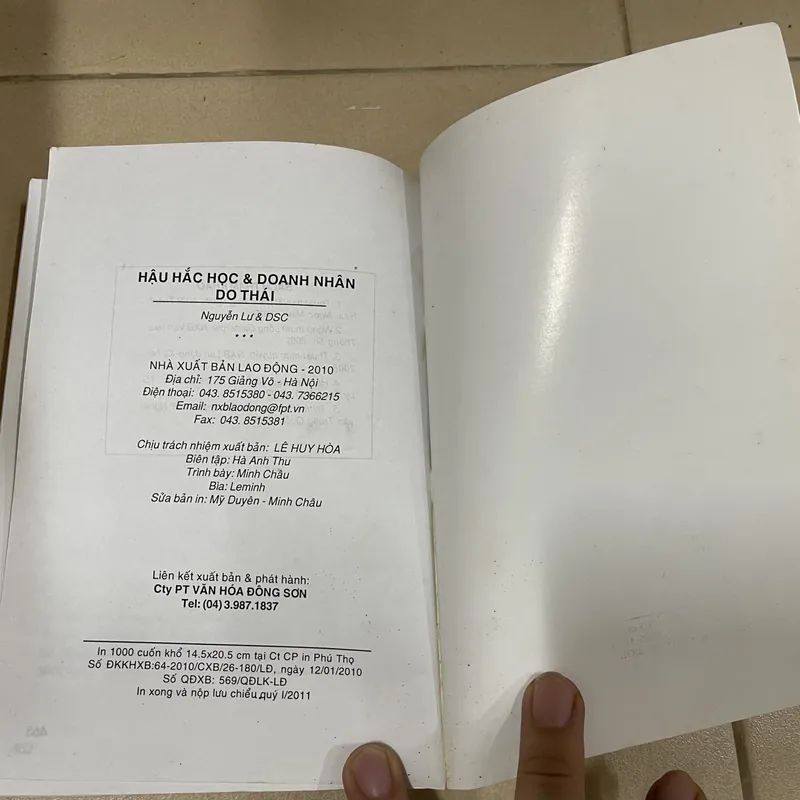 HẬU HẮC HỌC & DOANH NHÂN
DO THÁI
Nguyễn Lư & DSC
***
NHÀ XUẤT BẢN LAO ĐỘNG - 2010
Địa chỉ: 175 Giảng Võ - Hà Nội
Điện thoại: 043. 8515380 - 043. 7366215
Email: nxblaodong@fpt.vn
Fax: 043. 8515381
Chịu trách nhiệm xuất bản: LÊ HUY HÒA
Biên tập: Hà Anh Thu
Trình bày: Minh Chầu
Bìa: Leminh
Sửa bản in: Mỹ Duyên - Minh Châu
Liên kết xuất bản & phát hành:
Cty PT VĂN HÓA ĐÔNG SƠN
Tel: (04) 3.987.1837
In 1000 cuốn khổ 14.5x20.5 cm tại Ct CP in Phú Thọ
Số ĐKKHXB:64-2010/CXB/26-180/LĐ, ngày 12/01/2010
Số QĐXB: 569/QĐLK-LĐ
In xong và nộp lưu chiểu quý I/2011